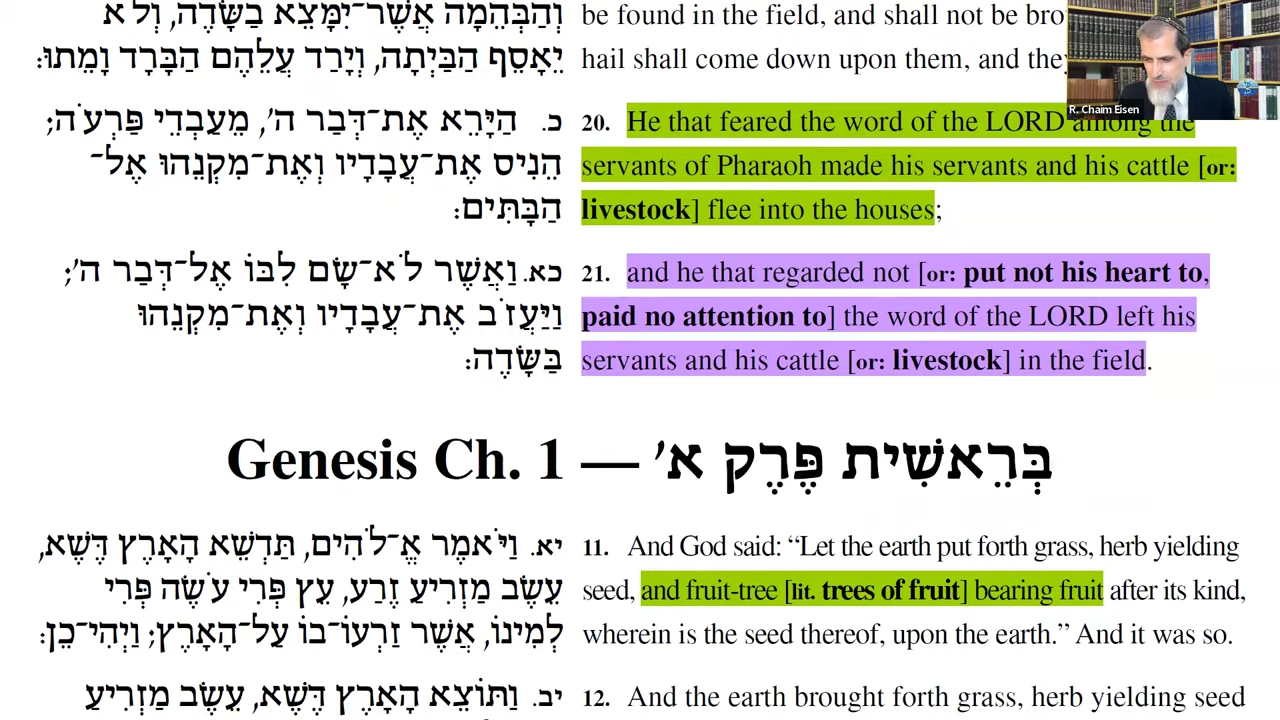 וְהַבְּהֵמָה אֲשֶׁר־יִמָּצֵא בַשָּׂדֶה, וְלֹא
יֵאָסֵף הַבַּיְתָה, וְיָרַד עֲלֵהֶם הַבָּרָד וָמֵתוּ:
be found in the field, and shall not be bro
hail shall come down upon them, and they
R. Chaim Eisen
כ. הַיָּרֵא אֶת־דְּבַר ה', מֵעַבְדֵי פַּרְעֹה;
הֵנִיס אֶת־עֲבָדָיו וְאֶת־מִקְנֵהוּ אֶל־
הַבָּתִּים:
20. He that feared the word of the LORD among the
servants of Pharaoh made his servants and his cattle [or:
livestock] flee into the houses;
כא. וַאֲשֶׁר לֹא־שָׂם לִבּוֹ אֶל־דְּבַר ה';
וַיַּעֲזֹב אֶת־עֲבָדָיו וְאֶת־מִקְנֵהוּ
בַּשָּׂדֶה:
21. and he that regarded not [or: put not his heart to,
paid no attention to] the word of the LORD left his
servants and his cattle [or: livestock] in the field.
Genesis Ch. 1 — בְּרֵאשִׁית פֶּרֶק א'
יא. וַיֹּאמֶר אֱ־לֹהִים, תַּדְשֵׁא הָאָרֶץ דֶּשֶׁא,
עֵשֶׂב מַזְרִיעַ זֶרַע, עֵץ פְּרִי עֹשֶׂה פְּרִי
לְמִינוֹ, אֲשֶׁר זַרְעוֹ־בוֹ עַל־הָאָרֶץ; וַיְהִי־כֵן:
11. And God said: “Let the earth put forth grass, herb yielding
seed, and fruit-tree [lit. trees of fruit] bearing fruit after its kind,
wherein is the seed thereof, upon the earth.” And it was so.
יב. וַתּוֹצֵא הָאָרֶץ דֶּשֶׁא, עֵשֶׂב מַזְרִיעַ
12. And the earth brought forth grass, herb yielding seed